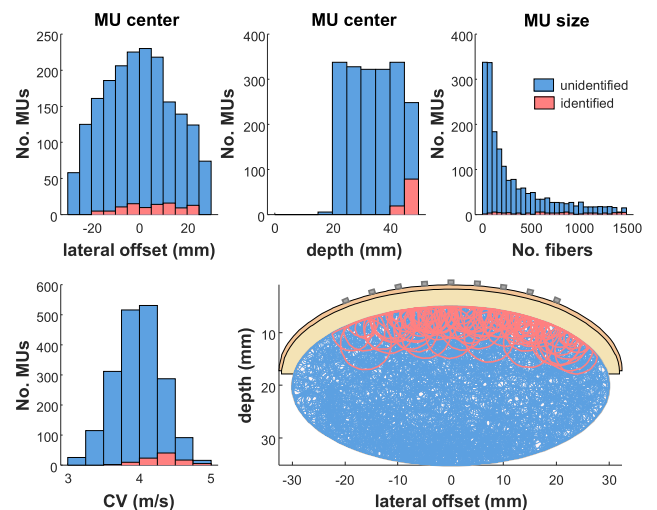 MU center
No. MUs
250
200
150
100
50
0
-20 0 20
lateral offset (mm)
MU center
No. MUs
400
300
200
100
0
0 20 40
depth (mm)
MU size
No. MUs
400
300
200
100
0
unidentified
identified
0 500 1000 1500
No. fibers
No. MUs
600
500
400
300
200
100
0
3 4 5
CV (m/s)
depth (mm)
10
20
30
-30 -20 -10 0 10 20 30
lateral offset (mm)